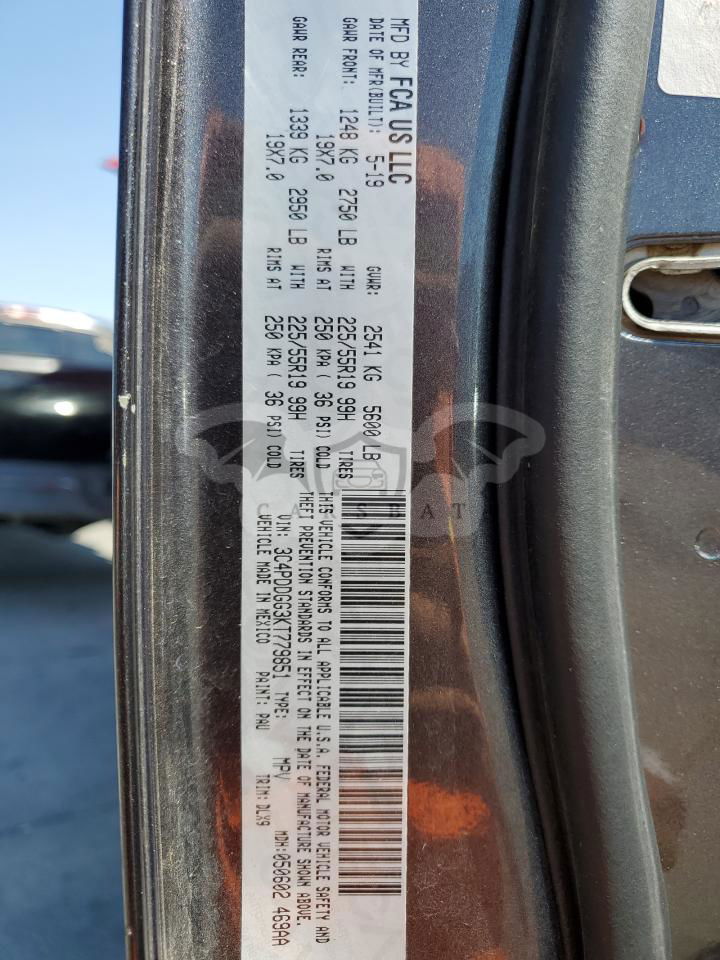 MFD BY FCA US LLC
DATE OF MFR(BUILT): 5-19 GVWR: 2541 KG 5600 LB
GAWR FRONT: 1248 KG 2750 LB WITH 225/55R19 99H TIRES
19X7.0 RIMS AT 250 KPA ( 36 PSI) COLD
GAWR REAR: 1339 KG 2950 LB WITH 225/55R19 99H TIRES
19X7.0 RIMS AT 250 KPA ( 36 PSI) COLD
THIS VEHICLE CONFORMS TO ALL APPLICABLE U.S.A. FEDERAL MOTOR VEHICLE SAFETY AND
THEFT PREVENTION STANDARDS IN EFFECT ON THE DATE OF MANUFACTURE SHOWN ABOVE.
VIN: 3C4PDDGG3KT779851 TYPE: MPV MDH:050602 469AA
VEHICLE MADE IN MEXICO PAINT: PAU TRIM:DLX9
CARSBAT